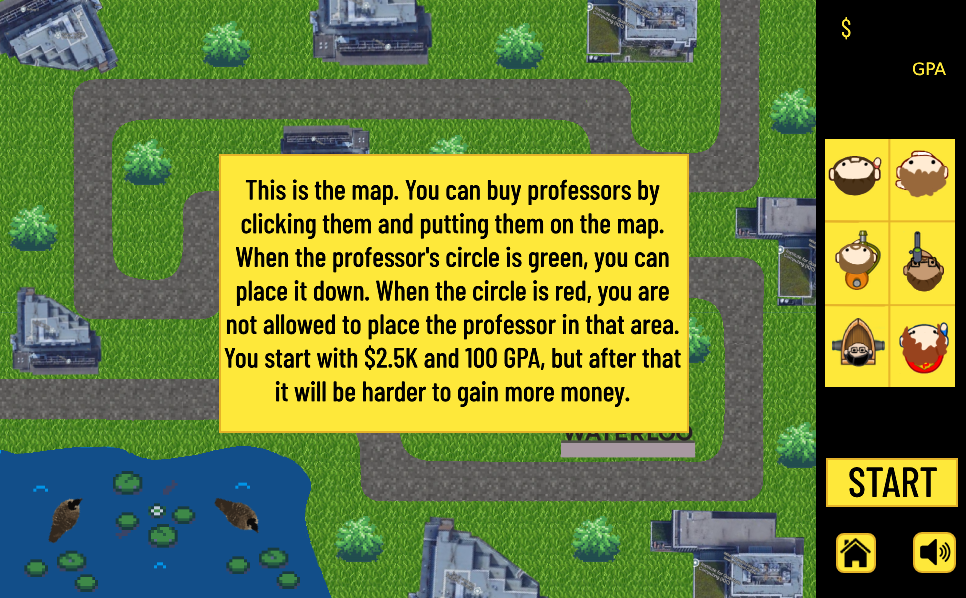 $
GPA
This is the map. You can buy professors by
clicking them and putting them on the map.
When the professor's circle is green, you can
place it down. When the circle is red, you are
not allowed to place the professor in that area.
You start with $2.5K and 100 GPA, but after that
it will be harder to gain more money.
WATERLOO
START